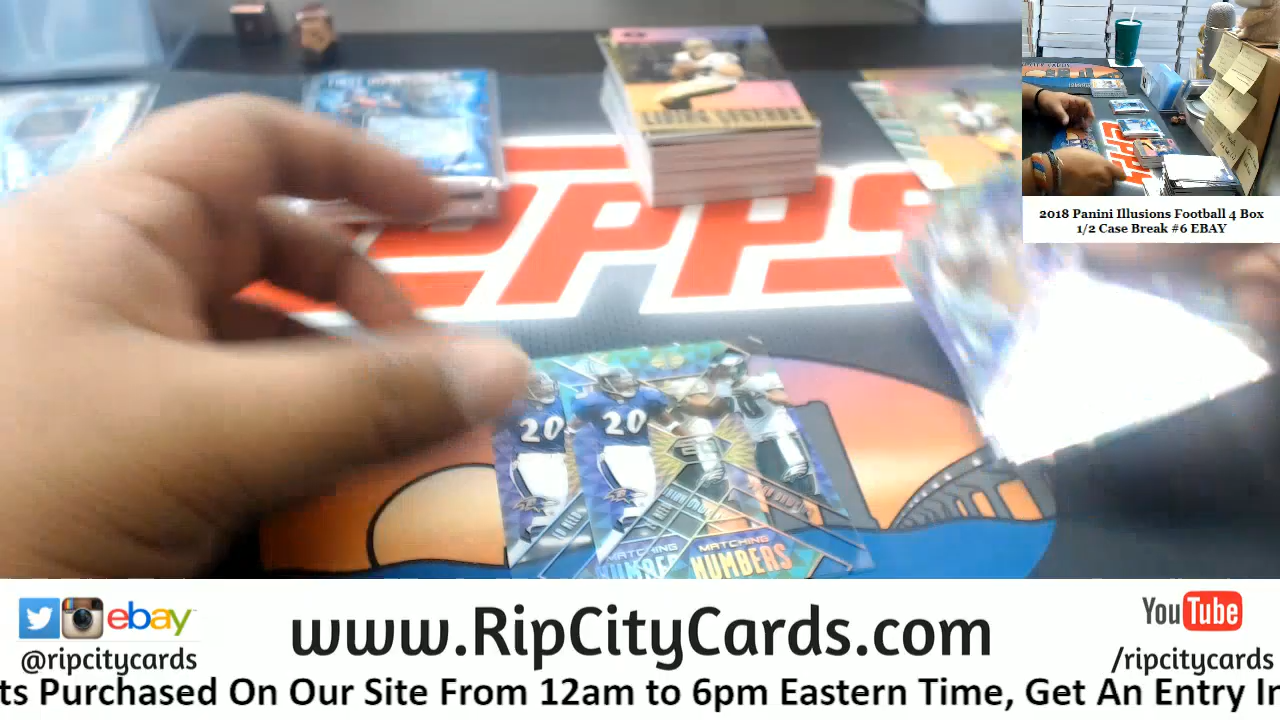 LIVING LEGENDS
2018 Panini Illusions Football 4 Box
1/2 Case Break #6 EBAY
20
20
MATCHING
MATCHING
NUMBERS
ebay
@ripcitycards
www.RipCityCards.com
YouTube
/ripcitycards
ts Purchased On Our Site From 12am to 6pm Eastern Time, Get An Entry In